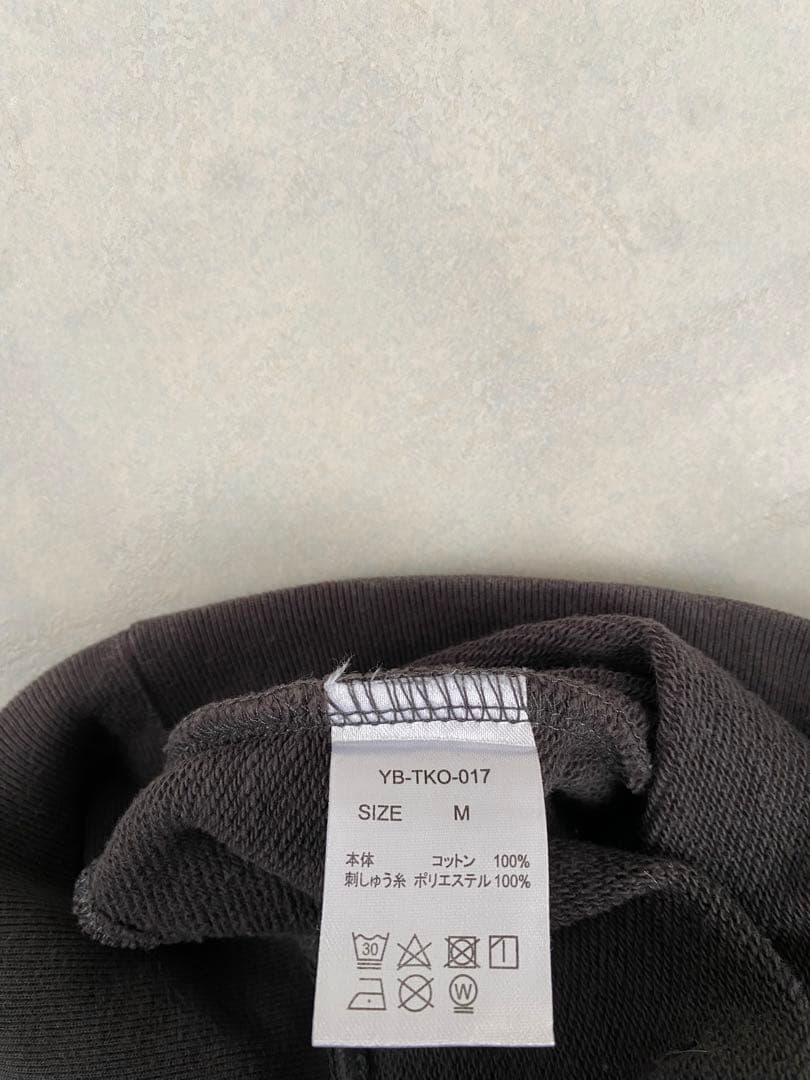 YB-TKO-017
SIZE M
本体 コットン 100%
刺しゅう糸 ポリエステル 100%
30
W